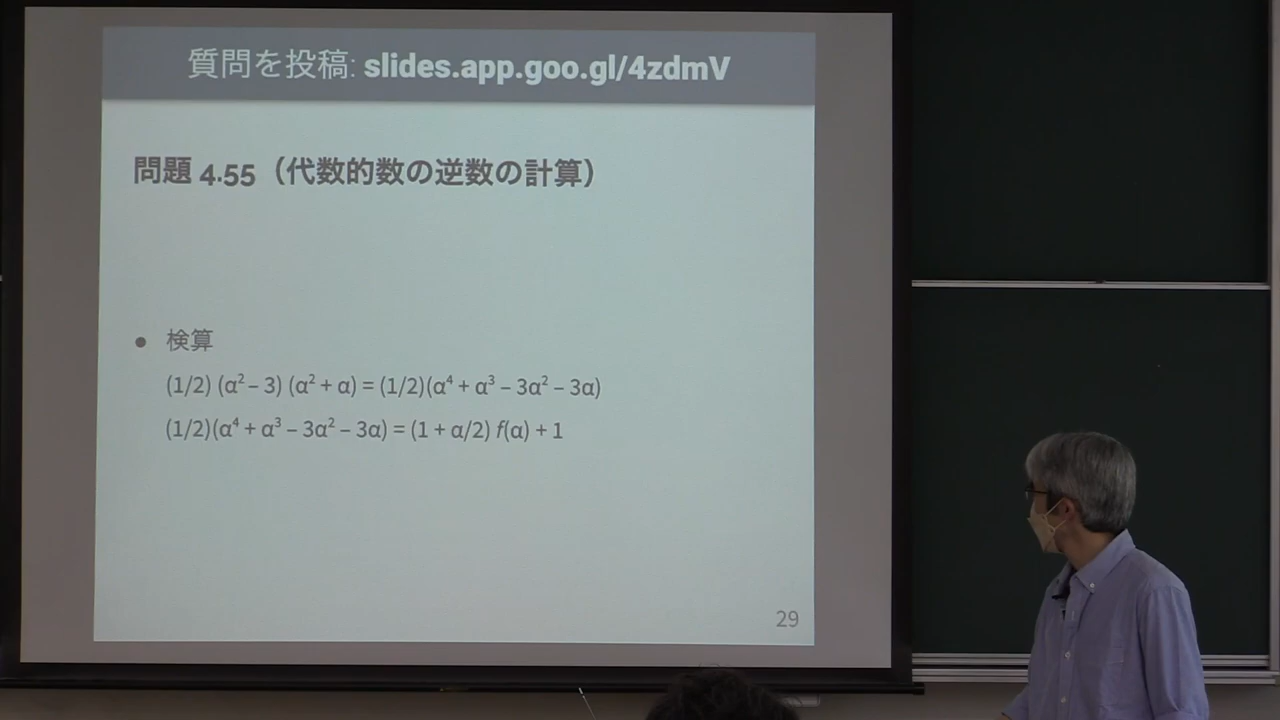 質問を投稿: slides.app.goo.gl/4zdmV
問題 4.55（代数的数の逆数の計算）
● 検算
(1/2) (α² – 3) (α² + α) = (1/2)(α⁴ + α³ – 3α² – 3α)
(1/2)(α⁴ + α³ – 3α² – 3α) = (1 + α/2) f(α) + 1
29